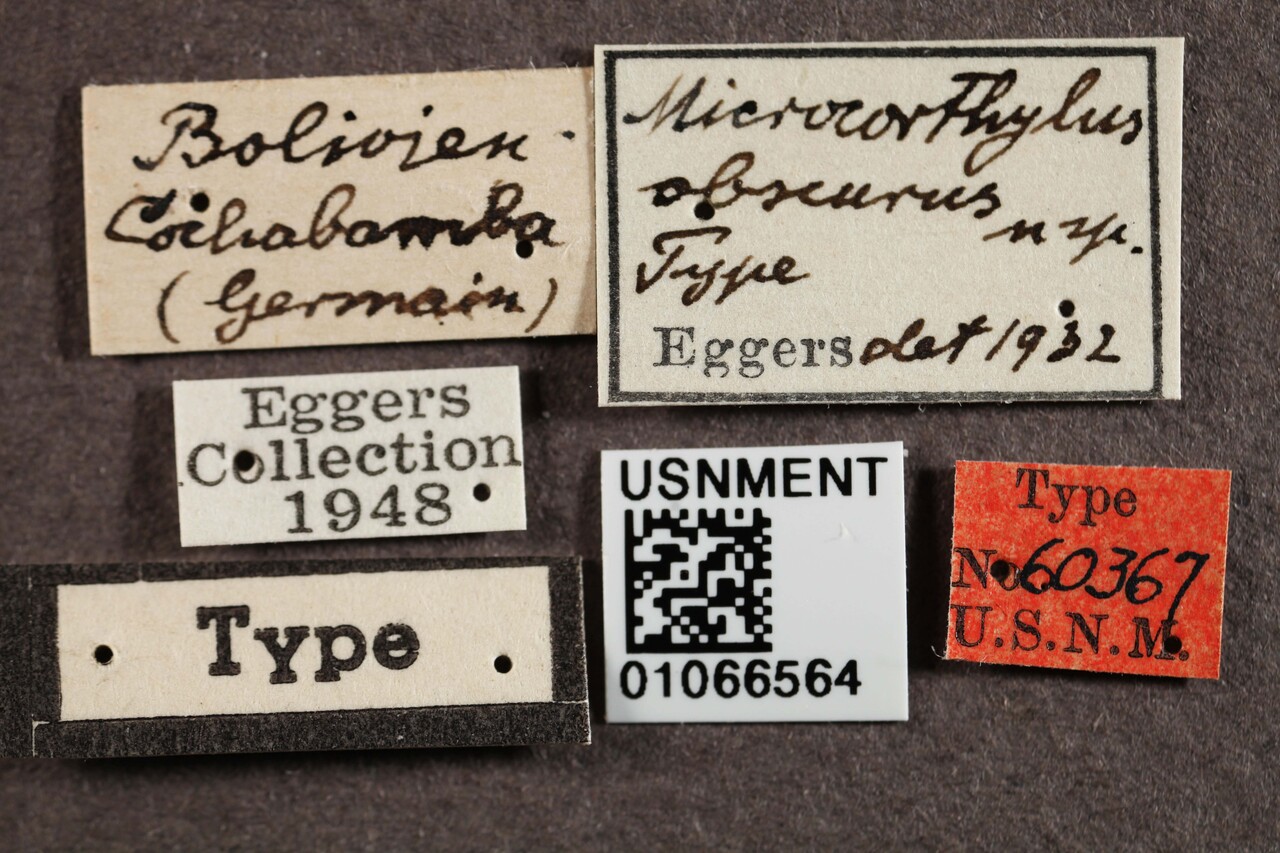 Bolivien
Cochabamba
(Germain)
Microcorthylus
obscurus n sp.
Type
Eggers det 1932
Eggers
Collection
1948
Type
USNMENT
01066564
Type
No. 60367
U.S.N.M.